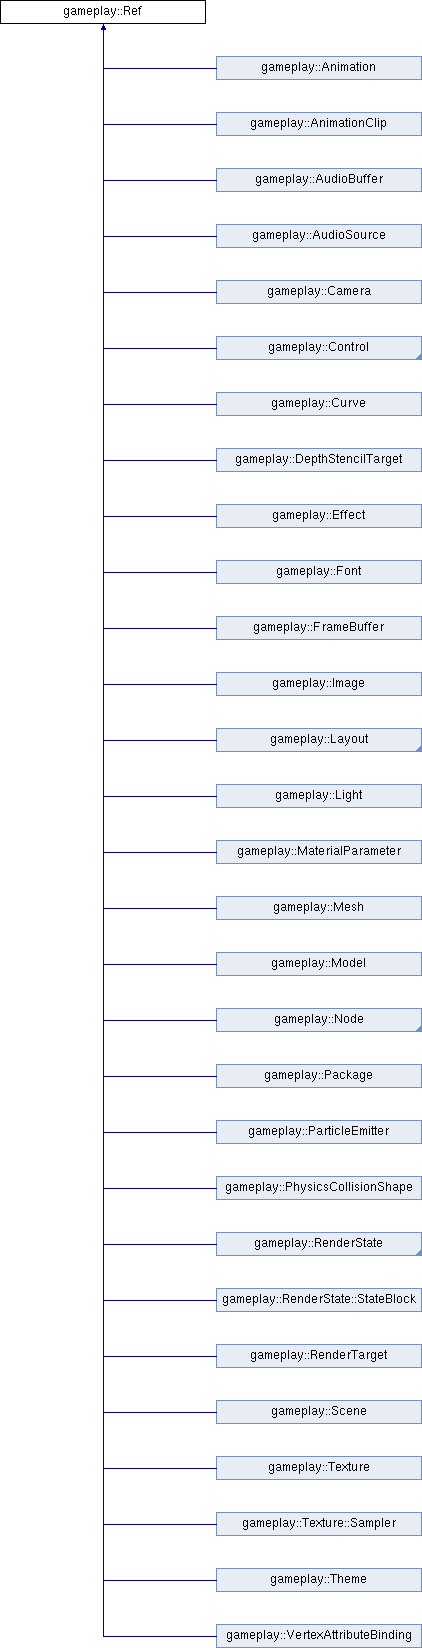 gameplay::Ref
gameplay::Animation
gameplay::AnimationClip
gameplay::AudioBuffer
gameplay::AudioSource
gameplay::Camera
gameplay::Control
gameplay::Curve
gameplay::DepthStencilTarget
gameplay::Effect
gameplay::Font
gameplay::FrameBuffer
gameplay::Image
gameplay::Layout
gameplay::Light
gameplay::MaterialParameter
gameplay::Mesh
gameplay::Model
gameplay::Node
gameplay::Package
gameplay::ParticleEmitter
gameplay::PhysicsCollisionShape
gameplay::RenderState
gameplay::RenderState::StateBlock
gameplay::RenderTarget
gameplay::Scene
gameplay::Texture
gameplay::Texture::Sampler
gameplay::Theme
gameplay::VertexAttributeBinding